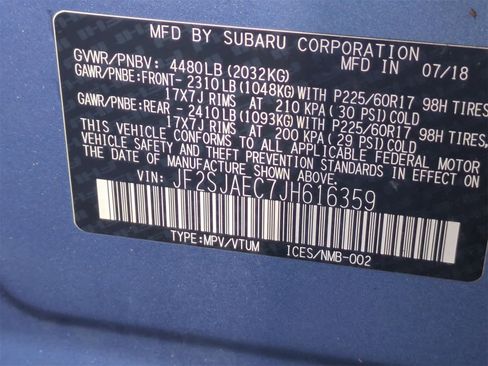 MFD BY SUBARU CORPORATION
GVWR/PNBV: 4480LB(2032KG) MFD IN 07/18
GAWR/PNBE:FRONT- 2310LB(1048KG)WITH P225/60R17 98H TIRES,
17X7J RIMS AT 210 KPA(30 PSI)COLD
GAWR/PNBE:REAR - 2410LB(1093KG)WITH P225/60R17 98H TIRES,
17X7J RIMS AT 200 KPA(29 PSI)COLD
THIS VEHICLE CONFORMS TO ALL APPLICABLE FEDERAL MOTOR
VEHICLE SAFETY AND THEFT PREVENTION STANDARDS IN EFFECT
ON THE DATE OF MANUFACTURE SHOWN ABOVE.
VIN: JF2SJAEC7JH616359
TYPE:MPV/VTUM ICES/NMB-002